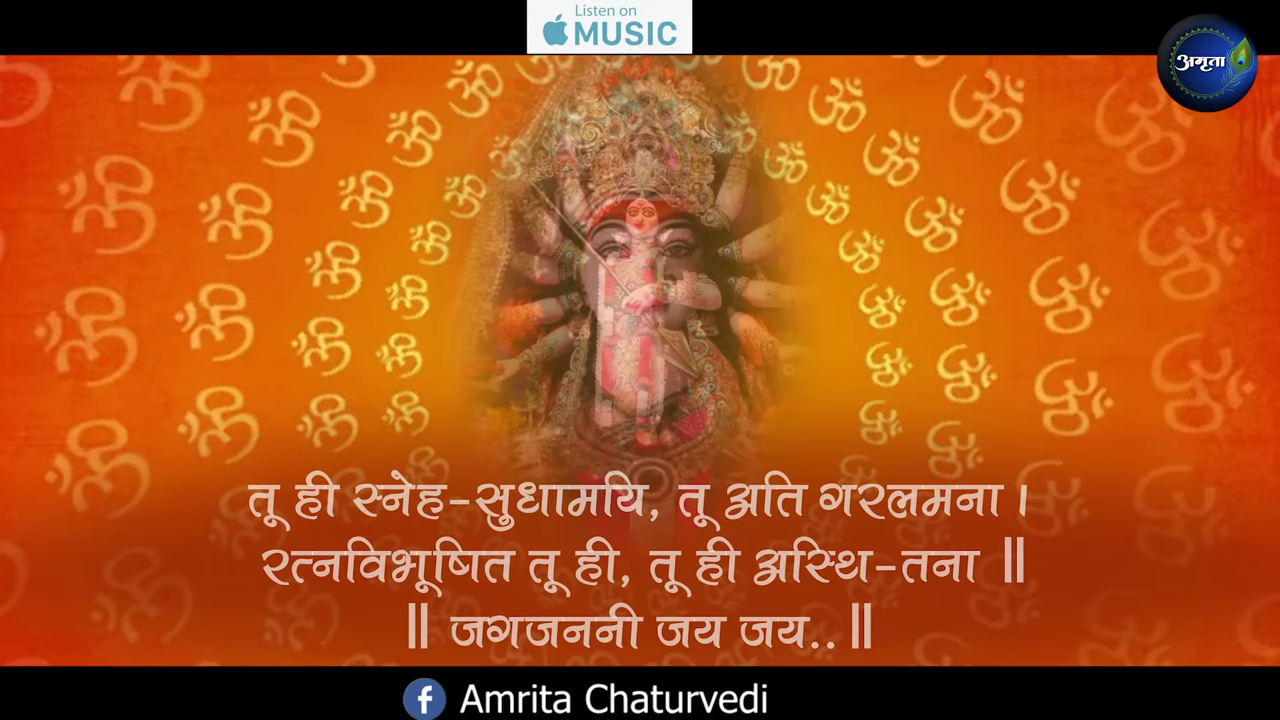 Listen on
MUSIC
अमृता
तू ही स्नेह-सुधामयि, तू अति गरलमना ।
रत्नविभूषित तू ही, तू ही अस्थि-तना ॥
॥ जगजननी जय जय.. ॥
Amrita Chaturvedi